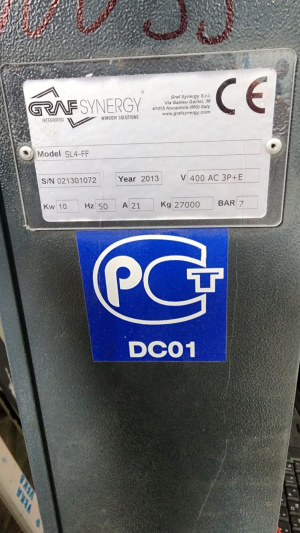 GRAF SYNERGY
INTEGRATED WINDOW SOLUTIONS
Graf Synergy S.r.l.
Via Galileo Galilei, 38
41015 Nonantola (MO) Italy
www.grafsynergy.com
CE
Model SL4-FF
S/N 021301072 Year 2013 V 400 AC 3P+E
Kw 10 Hz 50 A 21 Kg 27000 BAR 7
PCT
DC01